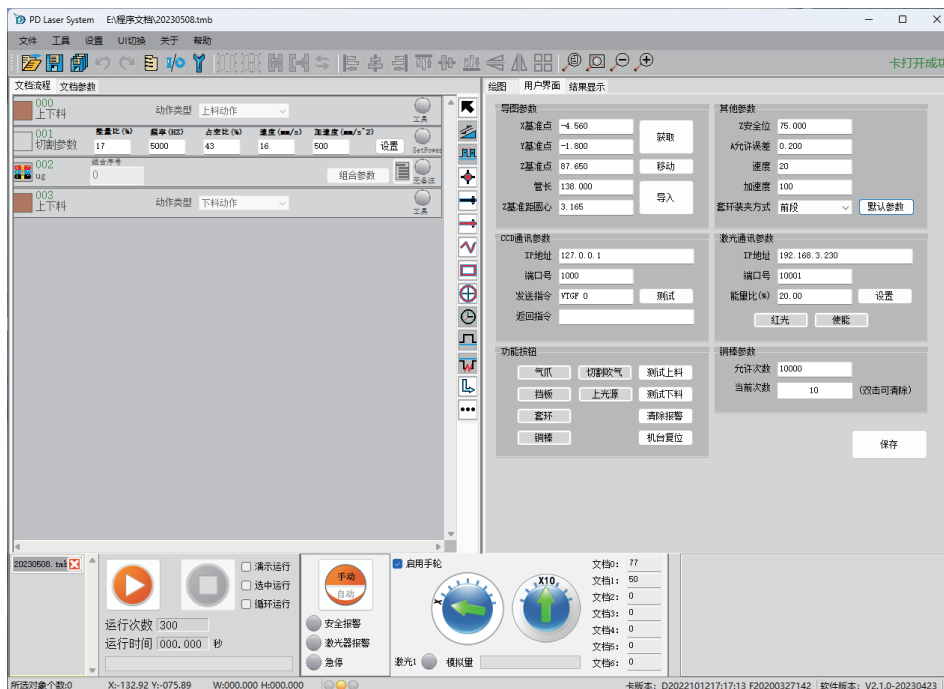 PD Laser System E:\程序文档\20230508.tmb
文件 工具 设置 UI切换 关于 帮助
卡打开成功
文档流程 文档参数
000
上下料
动作类型 上料动作
工具
001
切割参数
能量比(%) 频率(HZ) 占空比(%) 速度(mm/s) 加速度(mm/s^2)
17 5000 43 16 500 设置
SetPower
002
ug
组合序号
0
组合参数
无备注
003
上下料
动作类型 下料动作
工具
绘图 用户界面 结果显示
导图参数
X基准点 -4.560
Y基准点 -1.800
Z基准点 87.650
管长 138.000
Z基准距圆心 3.165
获取
移动
导入
其他参数
Z安全位 75.000
A允许误差 0.200
速度 20
加速度 100
套环装夹方式 前段 默认参数
CCD通讯参数
IP地址 127.0.0.1
端口号 1000
发送指令 VTGF 0 测试
返回指令
激光通讯参数
IP地址 192.168.3.230
端口号 10001
能量比(%) 20.00 设置
红光 使能
功能按钮
气爪 切割吹气 测试上料
挡板 上光源 测试下料
套环 清除报警
铜棒 机台复位
铜棒参数
允许次数 10000
当前次数 10 (双击可清除)
保存
20230508.tmb
演示运行
选中运行
循环运行
运行次数 300
运行时间 000.000 秒
手动
自动
安全报警
激光器报警
急停
启用手轮
X
X10
激光1 模拟量
文档0: 77
文档1: 50
文档2: 0
文档3: 0
文档4: 0
文档5: 0
文档6: 0
所选对象个数:0 X:-132.92 Y:-075.89 W:000.000 H:000.000
卡版本: D2022101217:17:13 F20200327142 软件版本: V2.1.0-20230423